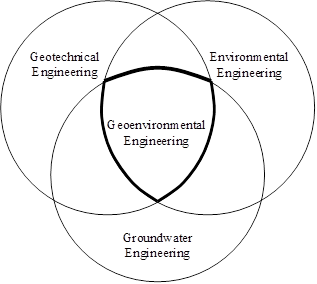 Geotechnical
Engineering
Environmental
Engineering
Geoenvironmental
Engineering
Groundwater
Engineering